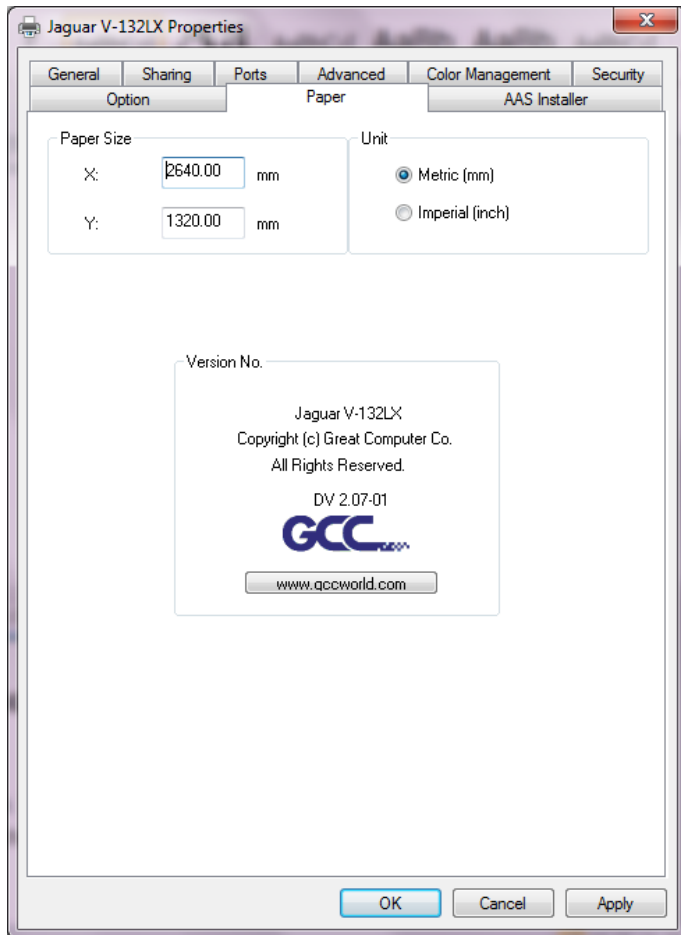 Jaguar V-132LX Properties
General Sharing Ports Advanced Color Management Security
Option Paper AAS Installer
Paper Size
X: 2640.00 mm
Y: 1320.00 mm
Unit
Metric (mm)
Imperial (inch)
Version No.
Jaguar V-132LX
Copyright (c) Great Computer Co.
All Rights Reserved.
DV 2.07-01
GCC
www.gccworld.com
OK Cancel Apply